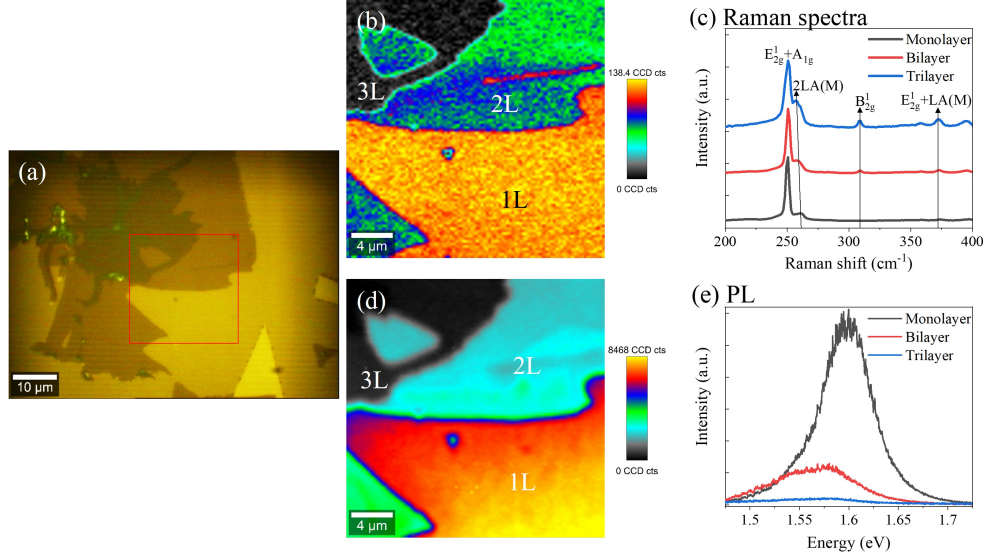 (a)
10 μm
(b)
3L
2L
1L
4 μm
138.4 CCD cts
0 CCD cts
(c) Raman spectra
Monolayer
Bilayer
Trilayer
E¹₂g+A₁g
2LA(M)
B¹₂g
E¹₂g+LA(M)
Intensity (a.u.)
200 250 300 350 400
Raman shift (cm⁻¹)
(d)
3L
2L
1L
4 μm
8468 CCD cts
0 CCD cts
(e) PL
Monolayer
Bilayer
Trilayer
Intensity (a.u.)
1.5 1.55 1.6 1.65 1.7
Energy (eV)